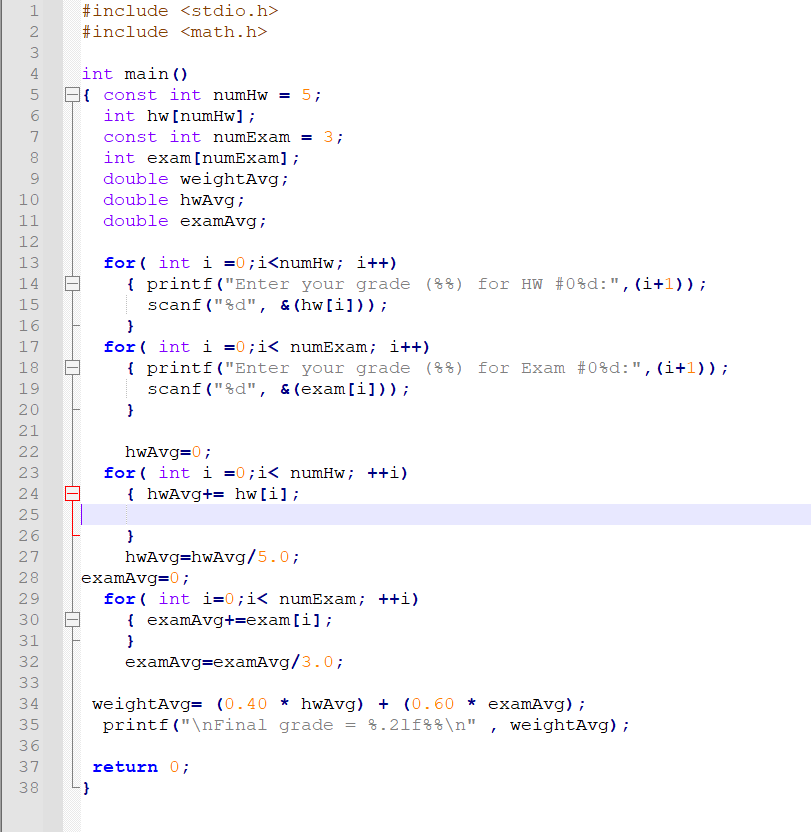 1 #include <stdio.h>
2 #include <math.h>
3
4 int main()
5 { const int numHw = 5;
6 int hw[numHw];
7 const int numExam = 3;
8 int exam[numExam];
9 double weightAvg;
10 double hwAvg;
11 double examAvg;
12
13 for( int i =0;i<numHw; i++)
14 { printf("Enter your grade (%%) for HW #0%d:",(i+1));
15 scanf("%d", &(hw[i]));
16 }
17 for( int i =0;i< numExam; i++)
18 { printf("Enter your grade (%%) for Exam #0%d:",(i+1));
19 scanf("%d", &(exam[i]));
20 }
21
22 hwAvg=0;
23 for( int i =0;i< numHw; ++i)
24 { hwAvg+= hw[i];
25
26 }
27 hwAvg=hwAvg/5.0;
28 examAvg=0;
29 for( int i=0;i< numExam; ++i)
30 { examAvg+=exam[i];
31 }
32 examAvg=examAvg/3.0;
33
34 weightAvg= (0.40 * hwAvg) + (0.60 * examAvg);
35 printf("\nFinal grade = %.2lf%%\n" , weightAvg);
36
37 return 0;
38 }